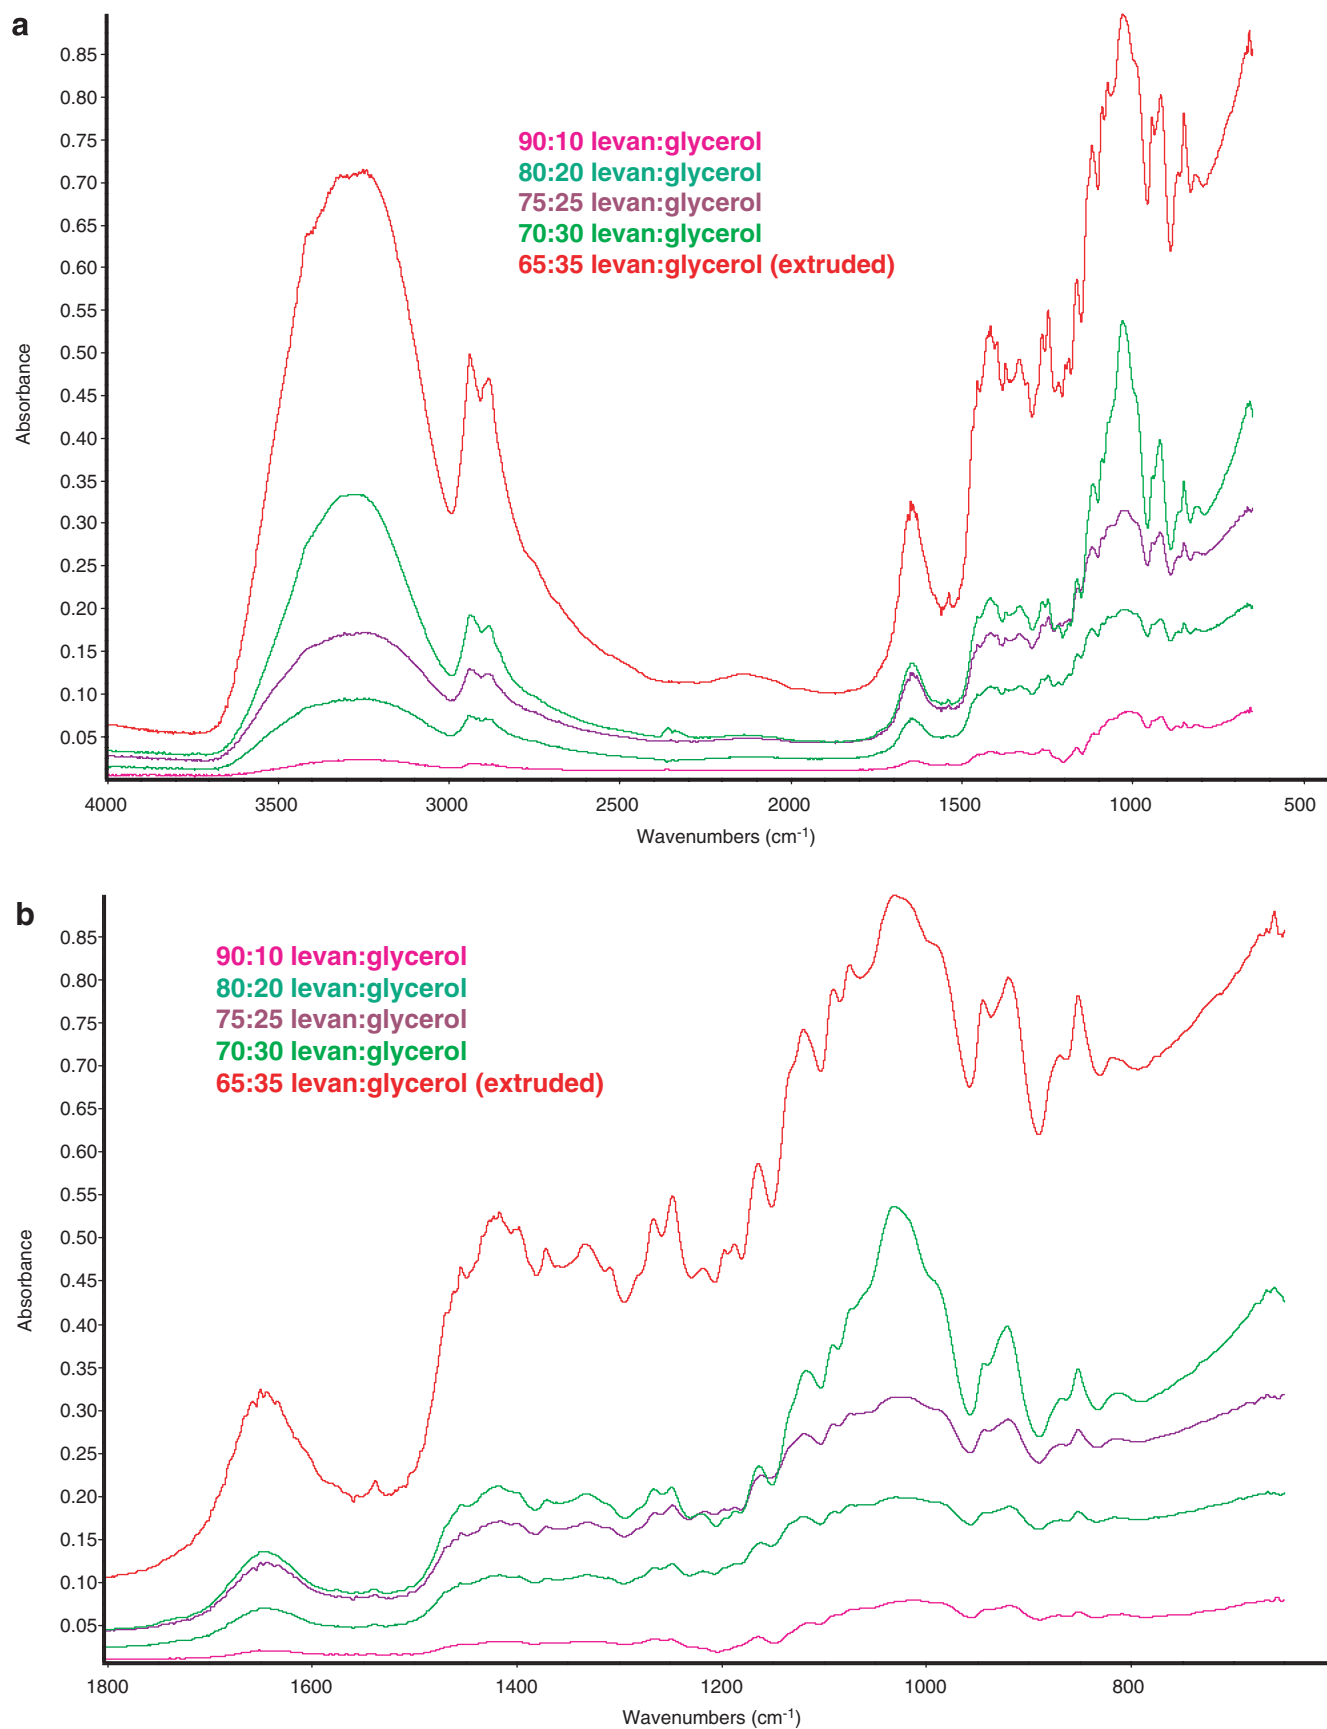 a
0.85
0.80
0.75
0.70
0.65
0.60
0.55
0.50
0.45
0.40
0.35
0.30
0.25
0.20
0.15
0.10
0.05
Absorbance
90:10 levan:glycerol
80:20 levan:glycerol
75:25 levan:glycerol
70:30 levan:glycerol
65:35 levan:glycerol (extruded)
4000 3500 3000 2500 2000 1500 1000 500
Wavenumbers (cm-1)
b
0.85
0.80
0.75
0.70
0.65
0.60
0.55
0.50
0.45
0.40
0.35
0.30
0.25
0.20
0.15
0.10
0.05
Absorbance
90:10 levan:glycerol
80:20 levan:glycerol
75:25 levan:glycerol
70:30 levan:glycerol
65:35 levan:glycerol (extruded)
1800 1600 1400 1200 1000 800
Wavenumbers (cm-1)